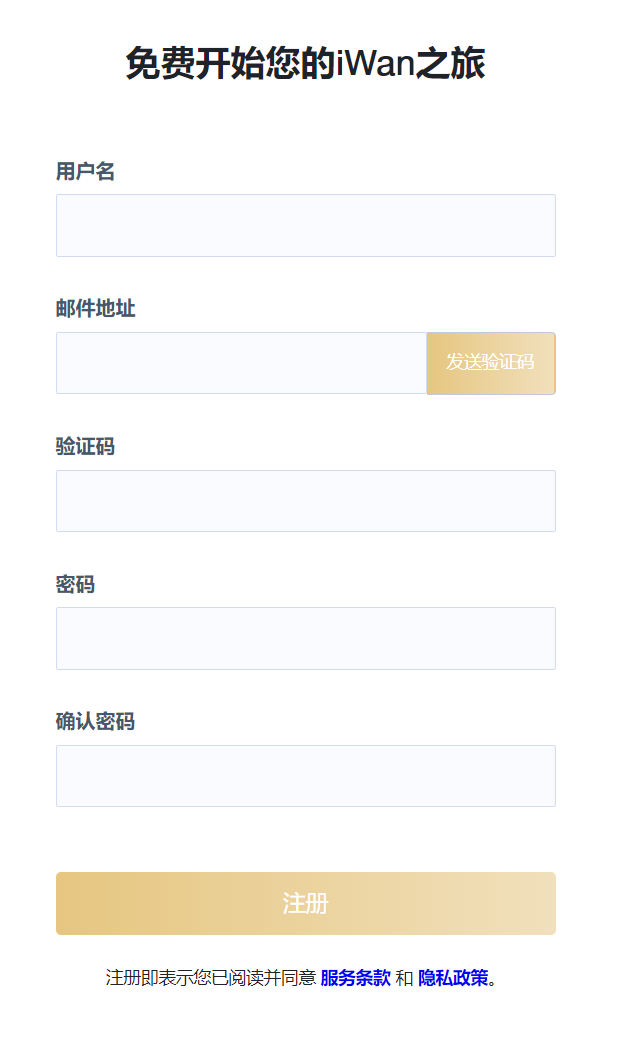 免费开始您的iWan之旅
用户名
邮件地址
发送验证码
验证码
密码
确认密码
注册
注册即表示您已阅读并同意 服务条款 和 隐私政策。